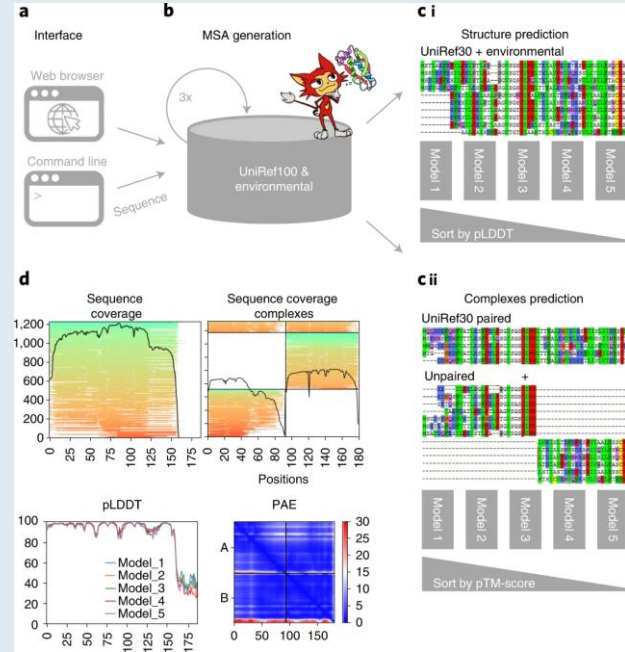 a
Interface
Web browser
Command line
>
Sequence
b
MSA generation
3x
UniRef100 &
environmental
c i
Structure prediction
UniRef30 + environmental
Model 1
Model 2
Model 3
Model 4
Model 5
Sort by pLDDT
c ii
Complexes prediction
UniRef30 paired
Unpaired +
Model 1
Model 2
Model 3
Model 4
Model 5
Sort by pTM-score
d
Sequence
coverage
1,200
1,000
800
600
400
200
0
0 25 50 75 100 125 150 175
Sequence coverage
complexes
0 20 40 60 80 100 120 140 160 180
Positions
pLDDT
100
80
60
40
20
0
Model_1
Model_2
Model_3
Model_4
Model_5
0 25 50 75 100 125 150 175
PAE
A
B
0 50 100 150
30
25
20
15
10
5
0